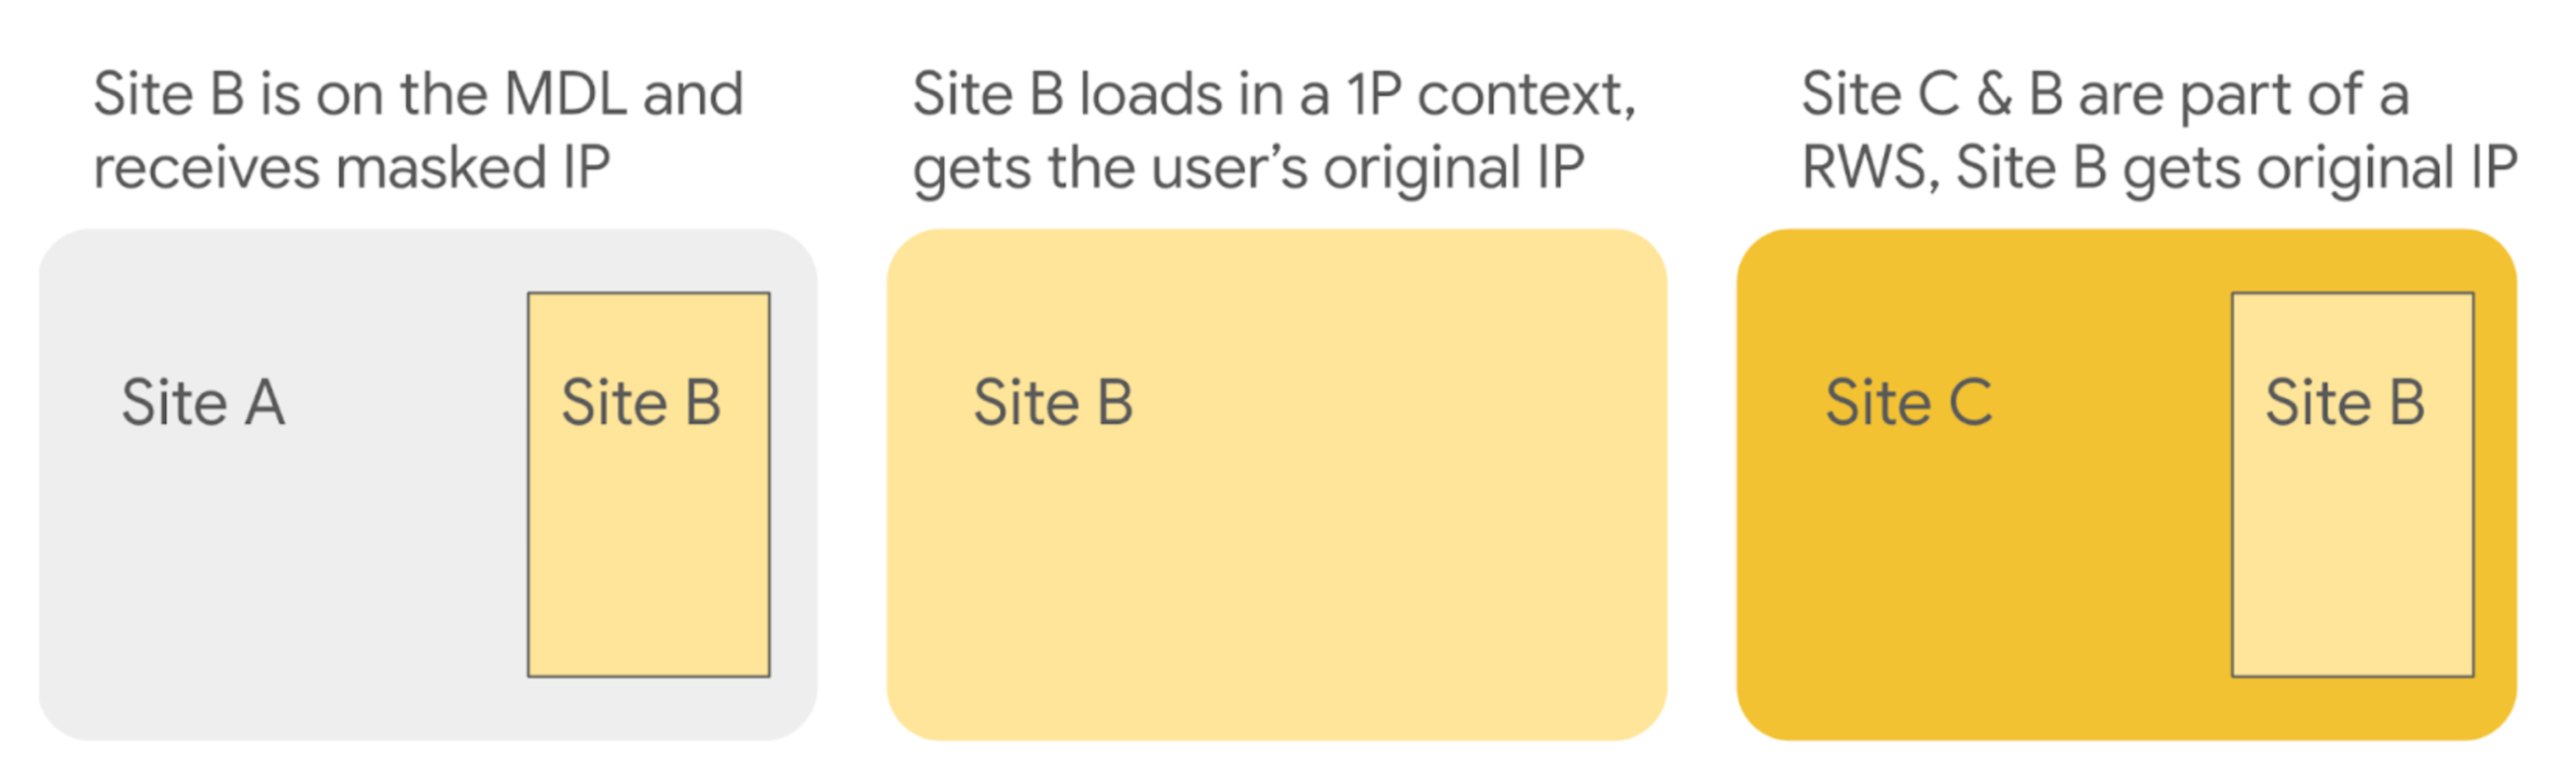 Site B is on the MDL and
receives masked IP
Site A
Site B
Site B loads in a 1P context,
gets the user’s original IP
Site B
Site C & B are part of a
RWS, Site B gets original IP
Site C
Site B